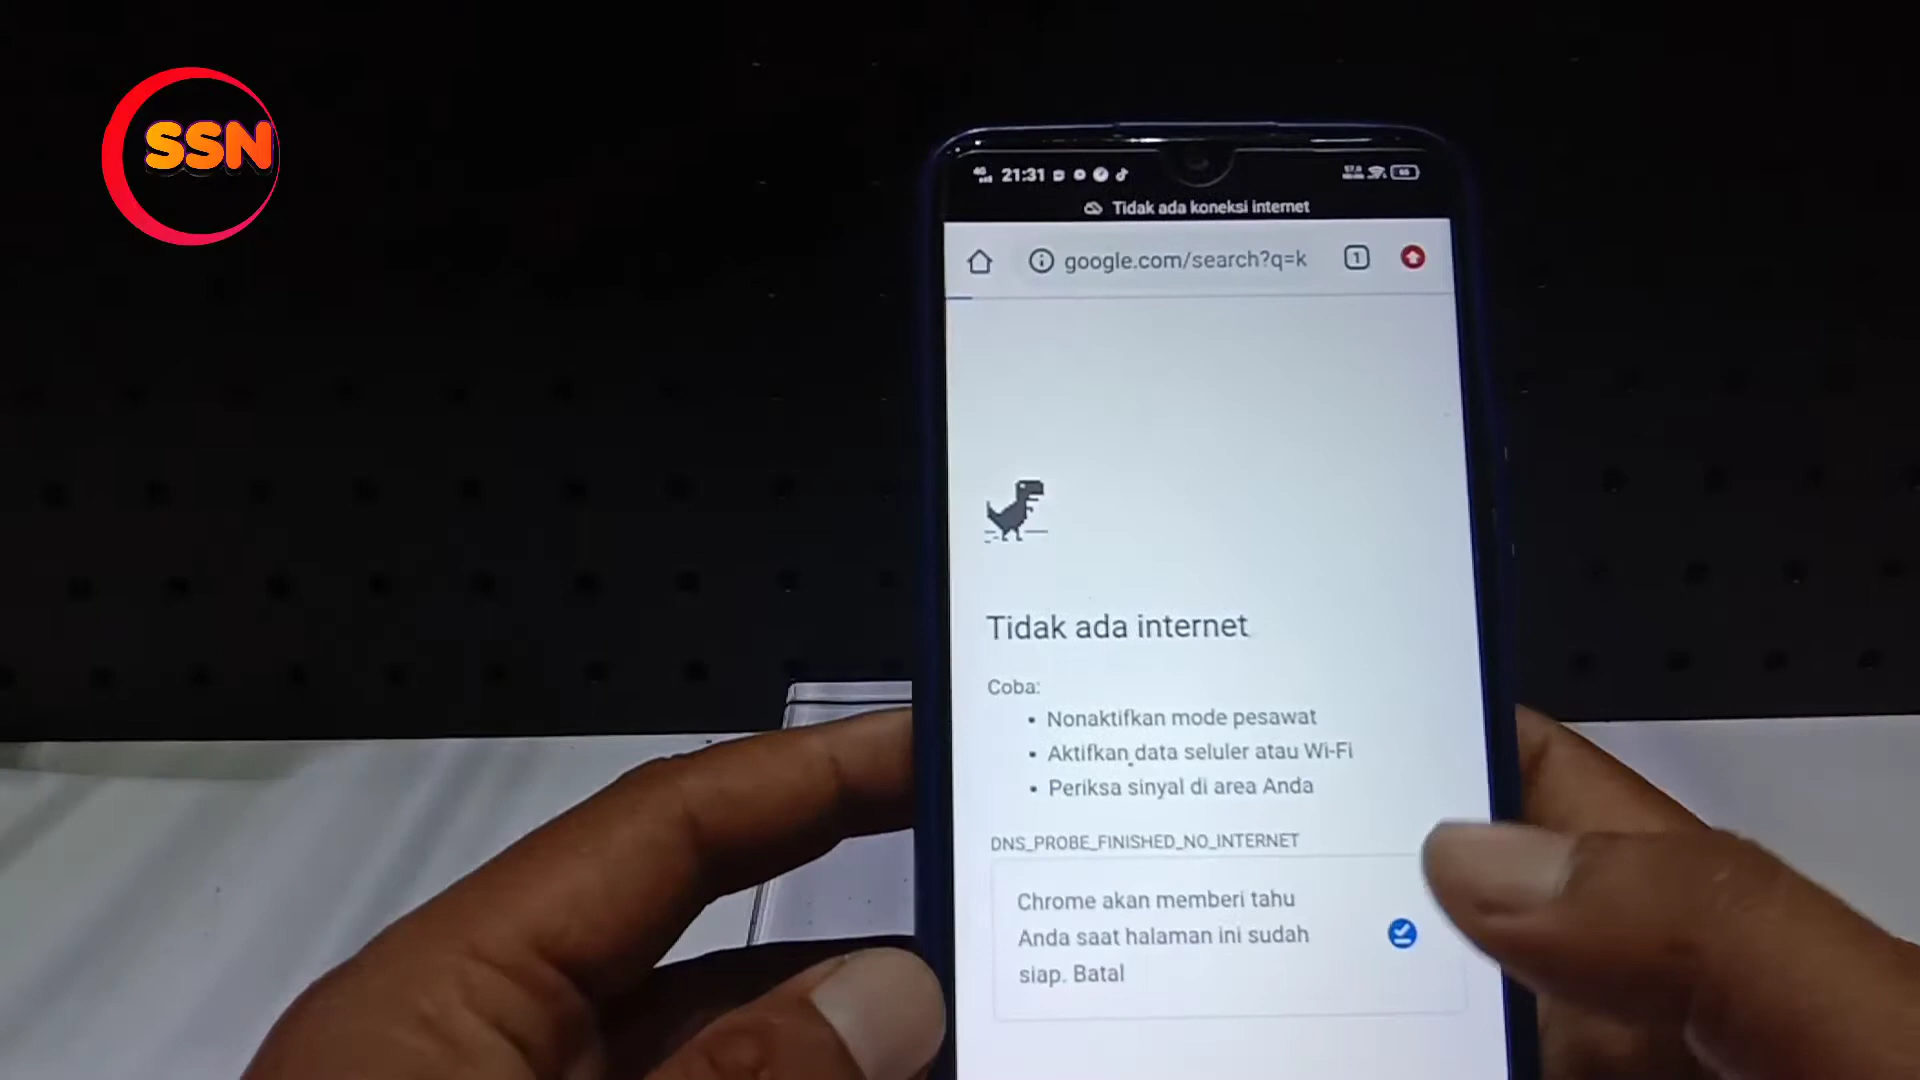 SSN
4G 21:31
Tidak ada koneksi internet
google.com/search?q=k
1
Tidak ada internet
Coba:
• Nonaktifkan mode pesawat
• Aktifkan data seluler atau Wi-Fi
• Periksa sinyal di area Anda
DNS_PROBE_FINISHED_NO_INTERNET
Chrome akan memberi tahu
Anda saat halaman ini sudah
siap. Batal